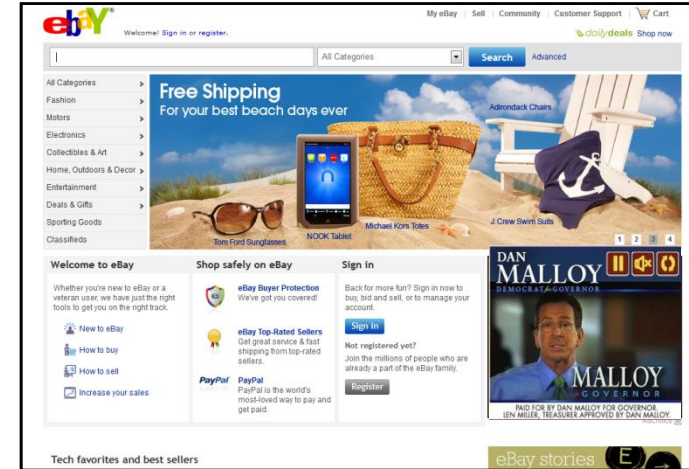 ebay
My eBay | Sell | Community | Customer Support | Cart
Welcome! Sign in or register.
dailydeals Shop now
All Categories
Search
Advanced
All Categories
Fashion
Motors
Electronics
Collectibles & Art
Home, Outdoors & Decor
Entertainment
Deals & Gifts
Sporting Goods
Classifieds
Free Shipping
For your best beach days ever
Adirondack Chairs
Michael Kors Totes
J.Crew Swim Suits
NOOK Tablet
Tom Ford Sunglasses
1 2 3 4
Welcome to eBay
Whether you're new to eBay or a
veteran user, we have just the right
tools to get you on the right track.
New to eBay
How to buy
How to sell
Increase your sales
Shop safely on eBay
eBay Buyer Protection
We've got you covered!
eBay Top-Rated Sellers
Get great service & fast
shipping from top-rated
sellers.
PayPal
PayPal
PayPal is the world's
most-loved way to pay and
get paid.
Sign in
Back for more fun? Sign in now to
buy, bid and sell, or to manage your
account.
Sign in
Not registered yet?
Join the millions of people who are
already a part of the eBay family.
Register
DAN
MALLOY
DEMOCRAT for GOVERNOR
MALLOY
GOVERNOR
PAID FOR BY DAN MALLOY FOR GOVERNOR.
LEN MILLER, TREASURER.APPROVED BY DAN MALLOY.
AdChoice
Tech favorites and best sellers
eBay stories
E